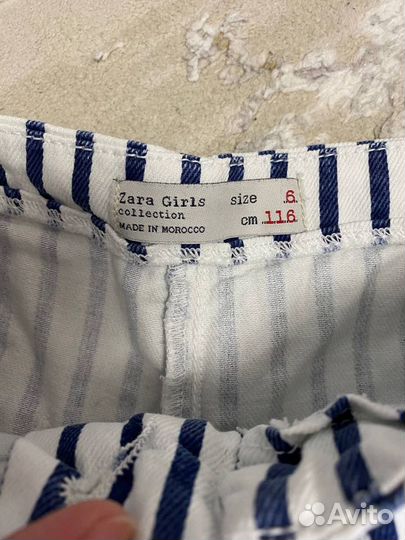 Zara Girls size 6
collection cm 116
MADE IN MOROCCO
Avito